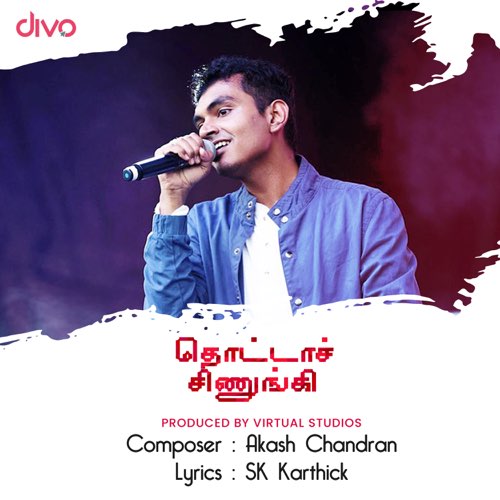 divo
தொட்டாச்
சிணுங்கி
PRODUCED BY VIRTUAL STUDIOS
Composer : Akash Chandran
Lyrics : SK Karthick